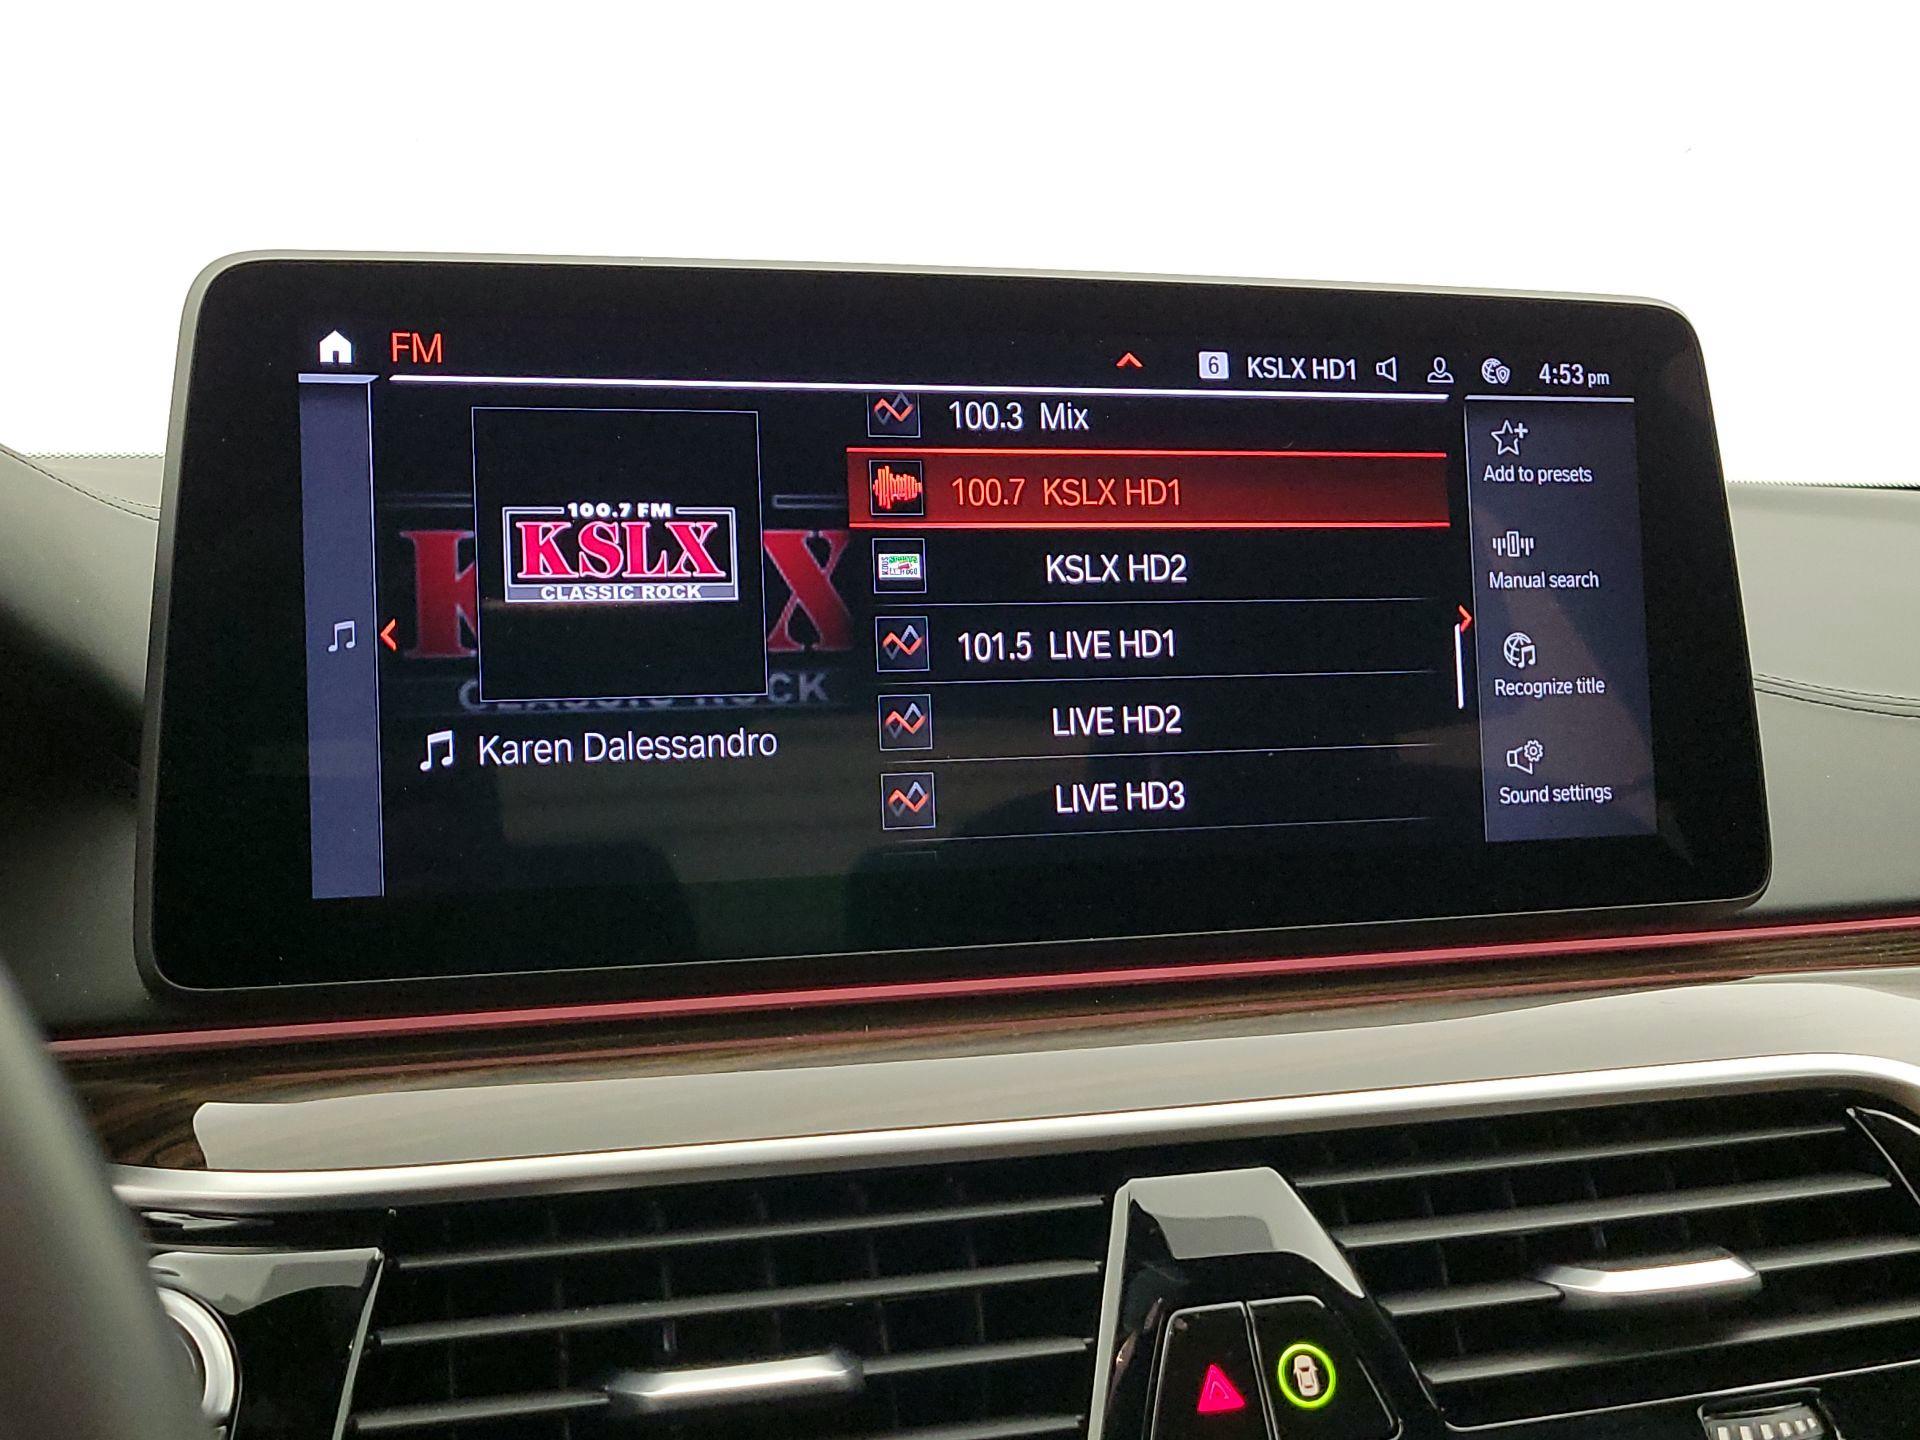 FM
6 KSLX HD1 4:53 pm
100.7 FM
KSLX
CLASSIC ROCK
Karen Dalessandro
100.3 Mix
100.7 KSLX HD1
KSLX HD2
101.5 LIVE HD1
LIVE HD2
LIVE HD3
Add to presets
Manual search
Recognize title
Sound settings